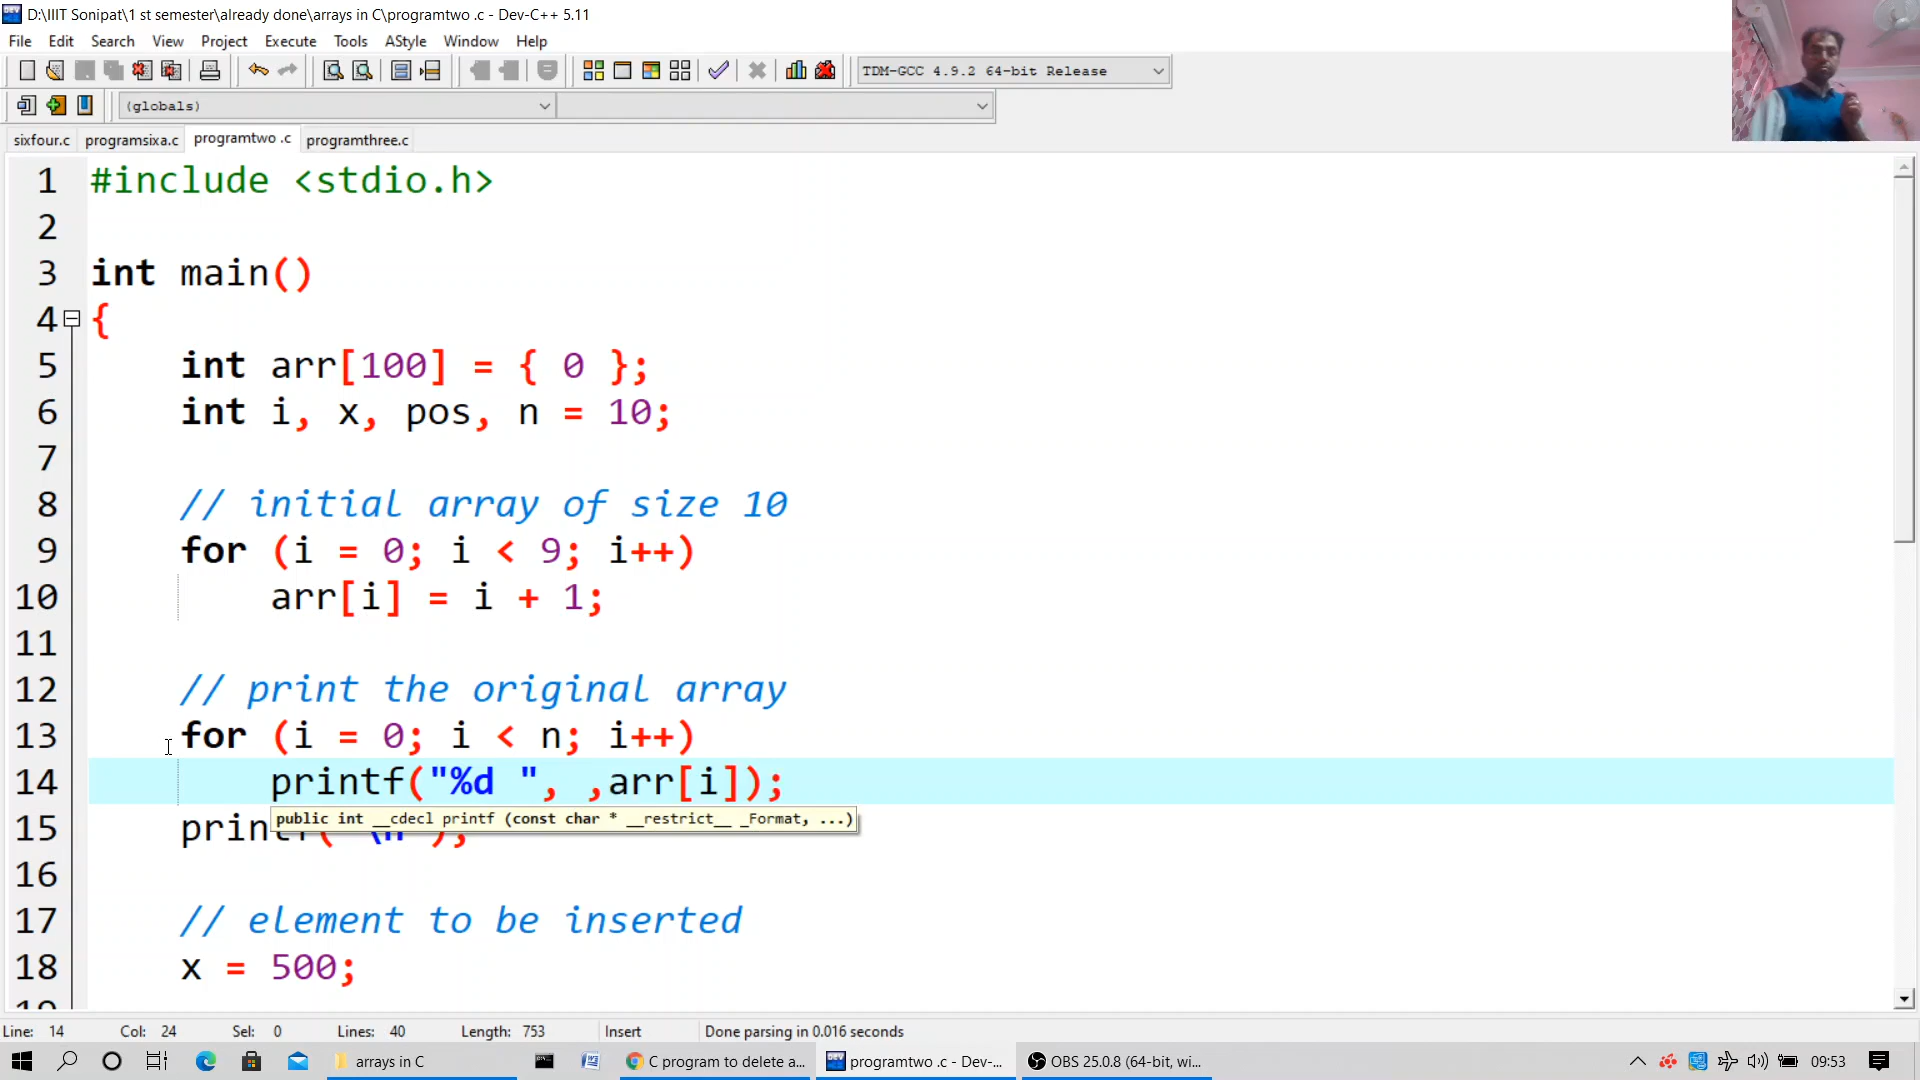 D:\IIIT Sonipat\1 st semester\already done\arrays in C\programtwo .c - Dev-C++ 5.11
File Edit Search View Project Execute Tools AStyle Window Help
TDM-GCC 4.9.2 64-bit Release
(globals)
sixfour.c programsixa.c programtwo .c programthree.c
1 #include <stdio.h>
2
3 int main()
4 {
5 int arr[100] = { 0 };
6 int i, x, pos, n = 10;
7
8 // initial array of size 10
9 for (i = 0; i < 9; i++)
10 arr[i] = i + 1;
11
12 // print the original array
13 for (i = 0; i < n; i++)
14 printf("%d ", ,arr[i]);
public int __cdecl printf (const char * __restrict__ _Format, ...)
15
16
17 // element to be inserted
18 x = 500;
Line: 14 Col: 24 Sel: 0 Lines: 40 Length: 753 Insert Done parsing in 0.016 seconds
arrays in C C program to delete a... programtwo .c - Dev-... OBS 25.0.8 (64-bit, wi... 09:53